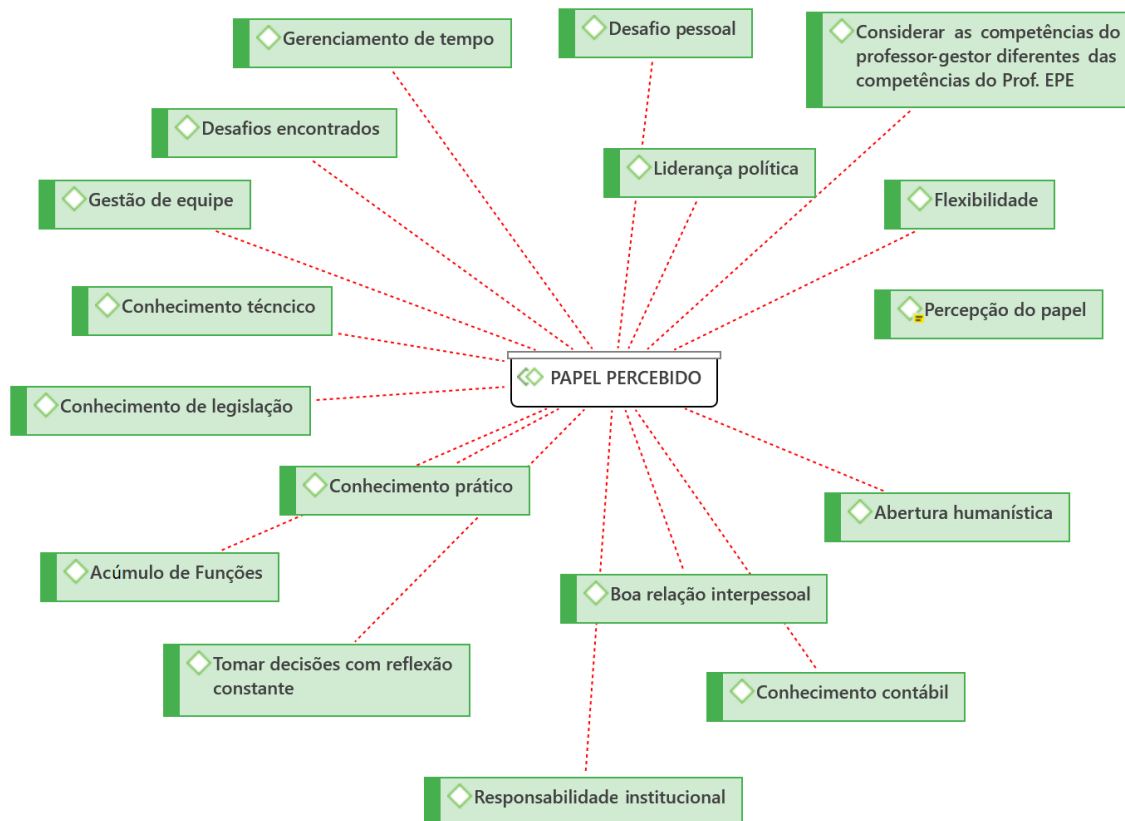 Gerenciamento de tempo
Desafio pessoal
Considerar as competências do
professor-gestor diferentes das
competências do Prof. EPE
Desafios encontrados
Liderança política
Gestão de equipe
Flexibilidade
Conhecimento técncico
Percepção do papel
PAPEL PERCEBIDO
Conhecimento de legislação
Conhecimento prático
Abertura humanística
Acúmulo de Funções
Boa relação interpessoal
Tomar decisões com reflexão
constante
Conhecimento contábil
Responsabilidade institucional